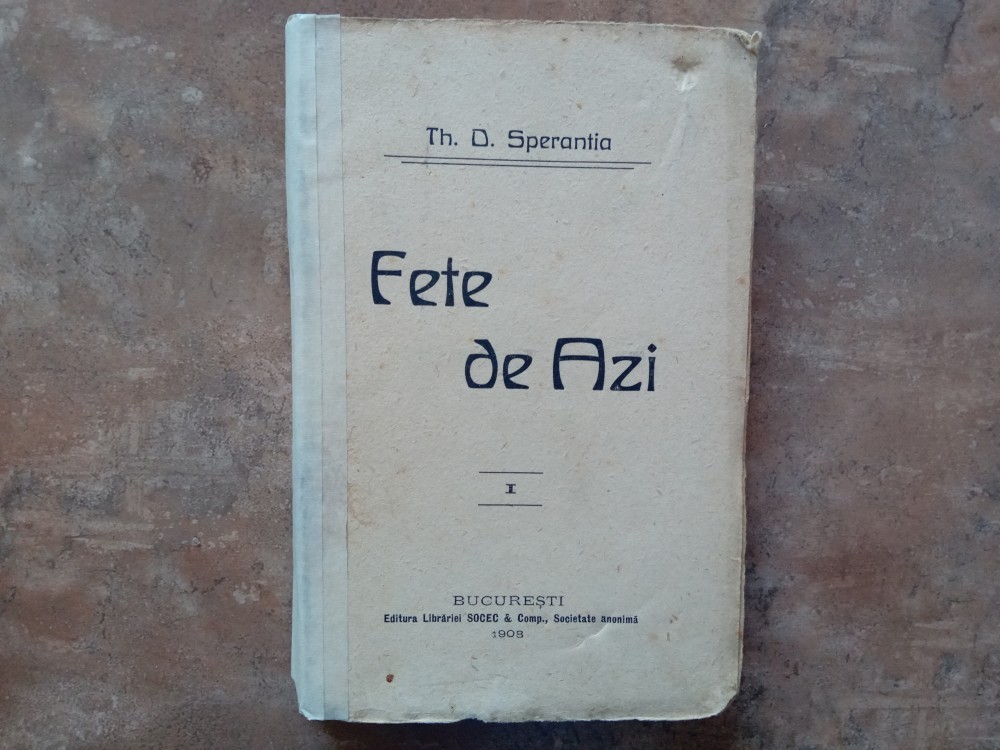 Th. D. Sperantia
Fete
de Azi
I
BUCUREȘTI
Editura Librăriei SOCEC & Comp., Societate anonimă
1908